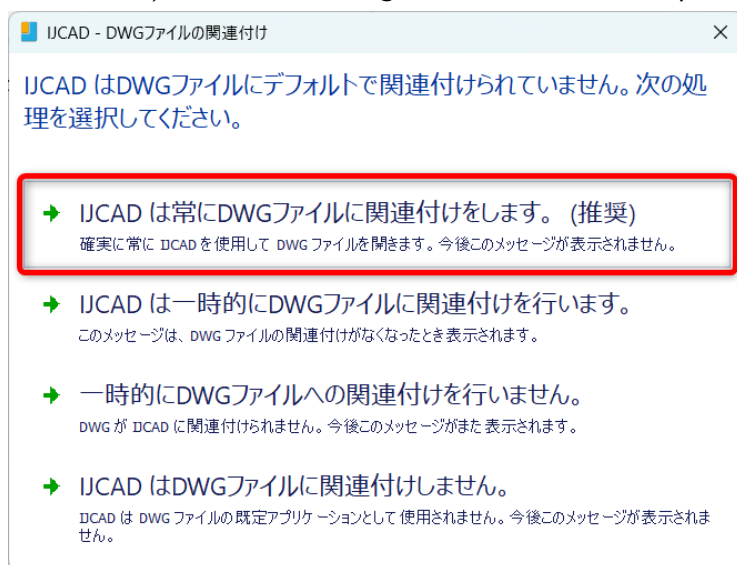 IJCAD - DWGファイルの関連付け
IJCAD はDWGファイルにデフォルトで関連付けられていません。次の処
理を選択してください。
IJCAD は常にDWGファイルに関連付けをします。 (推奨)
確実に常に IJCAD を使用して DWG ファイルを開きます。今後このメッセージが表示されません。
IJCAD は一時的にDWGファイルに関連付けを行います。
このメッセージは、DWG ファイルの関連付けがなくなったとき表示されます。
一時的にDWGファイルへの関連付けを行いません。
DWG が IJCAD に関連付けられません。今後このメッセージがまた表示されます。
IJCAD はDWGファイルに関連付けしません。
IJCAD は DWG ファイルの既定アプリケーションとして使用されません。今後このメッセージが表示されま
せん。